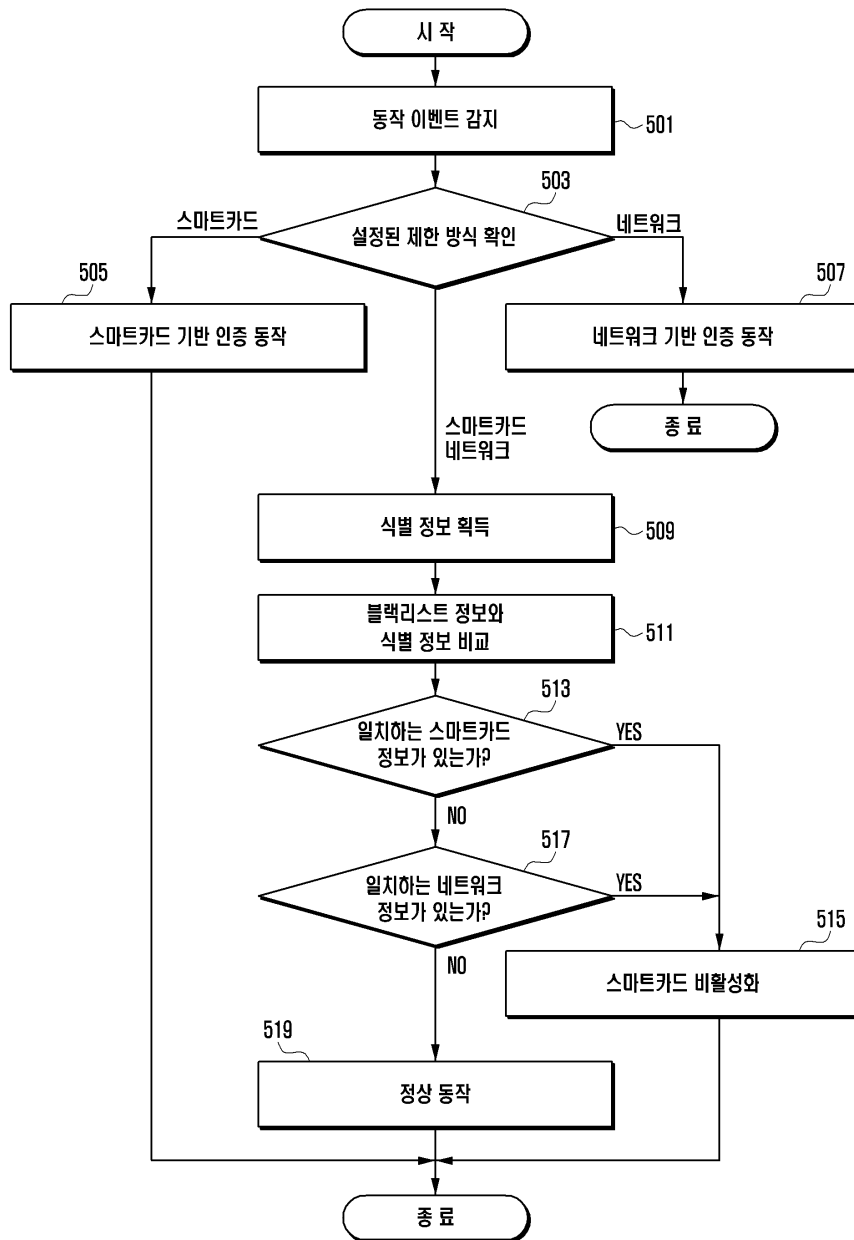 시 작
동작 이벤트 감지
501
503
스마트카드
설정된 제한 방식 확인
네트워크
505
507
스마트카드 기반 인증 동작
네트워크 기반 인증 동작
종 료
스마트카드
네트워크
식별 정보 획득
509
블랙리스트 정보와
식별 정보 비교
511
513
일치하는 스마트카드
정보가 있는가?
YES
NO
517
일치하는 네트워크
정보가 있는가?
YES
NO
515
스마트카드 비활성화
519
정상 동작
종 료